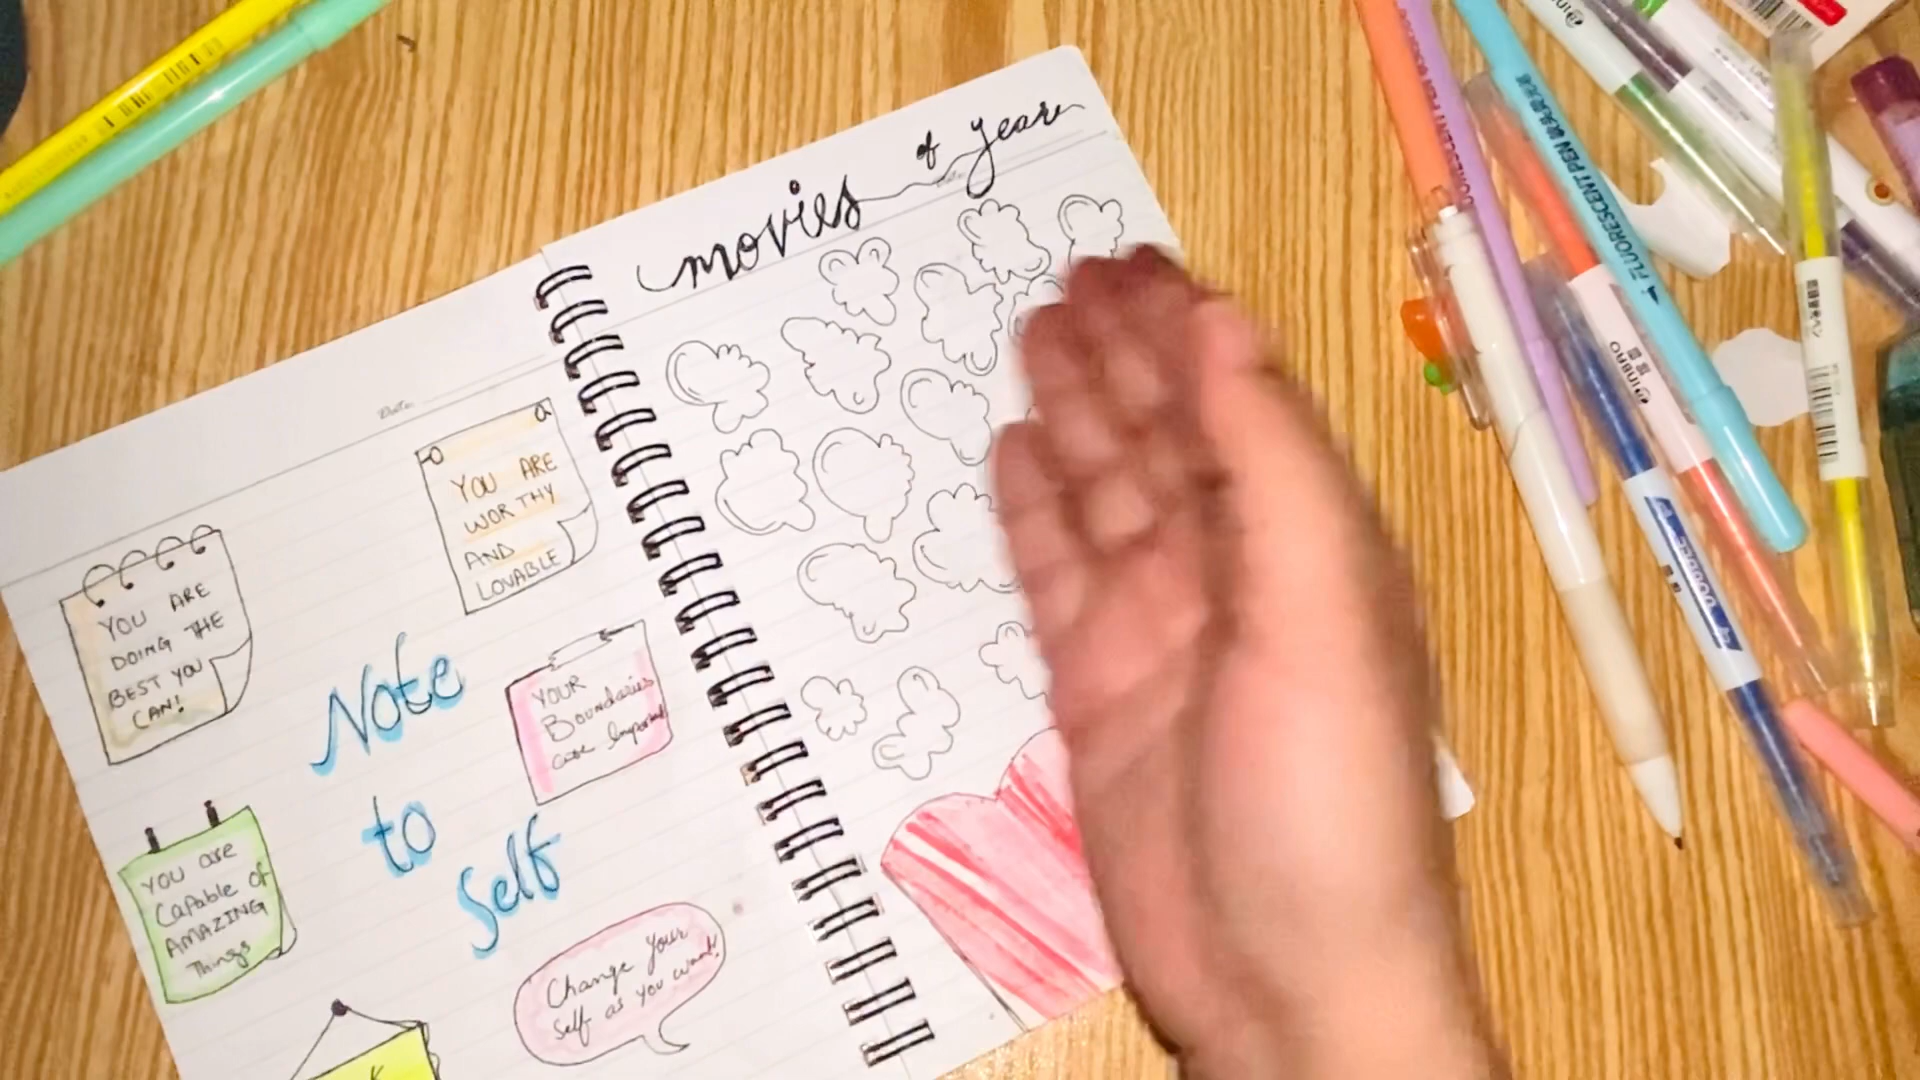 movies of year
Date:
Date:
YOU ARE
WORTHY
AND
LOVABLE
YOU ARE
DOING THE
BEST YOU
CAN!
Note
to
Self
YOUR
Boundaries
are Important
YOU are
Capable of
AMAZING
Things
Change Your
Self as you want!
FLUORESCENT PEN